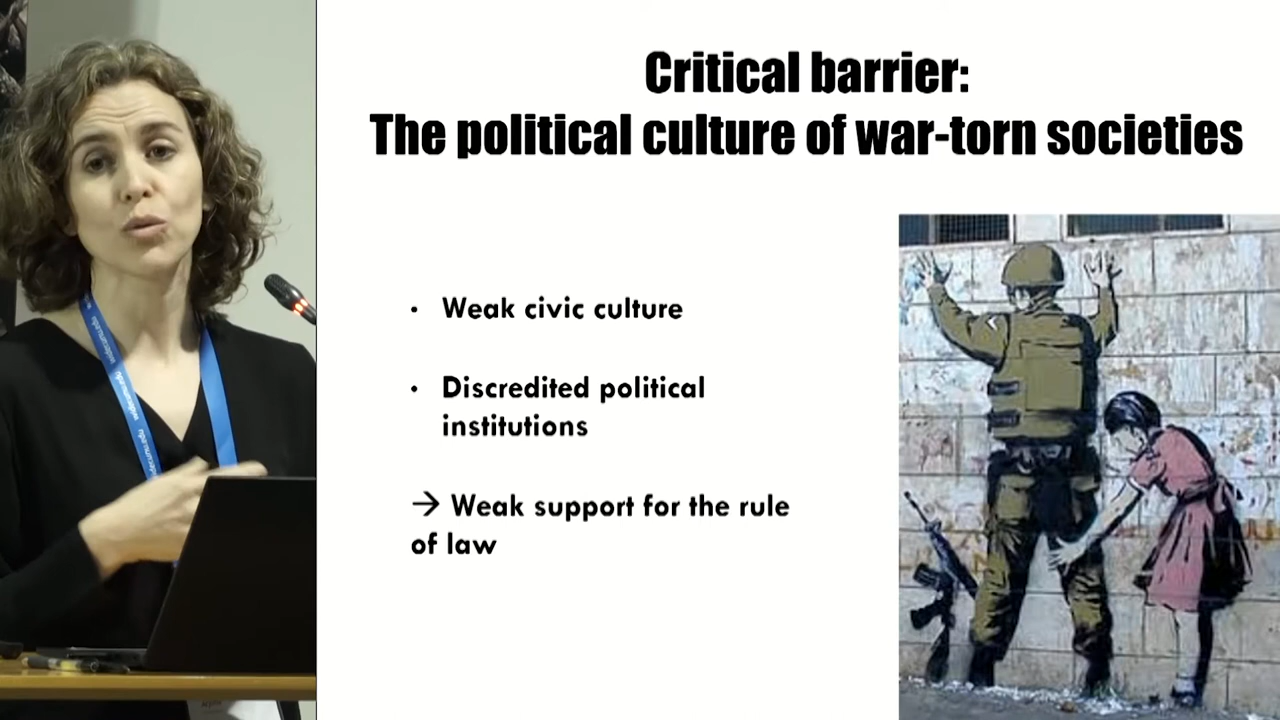 Critical barrier:
The political culture of war-torn societies
• Weak civic culture
• Discredited political
institutions
→ Weak support for the rule
of law